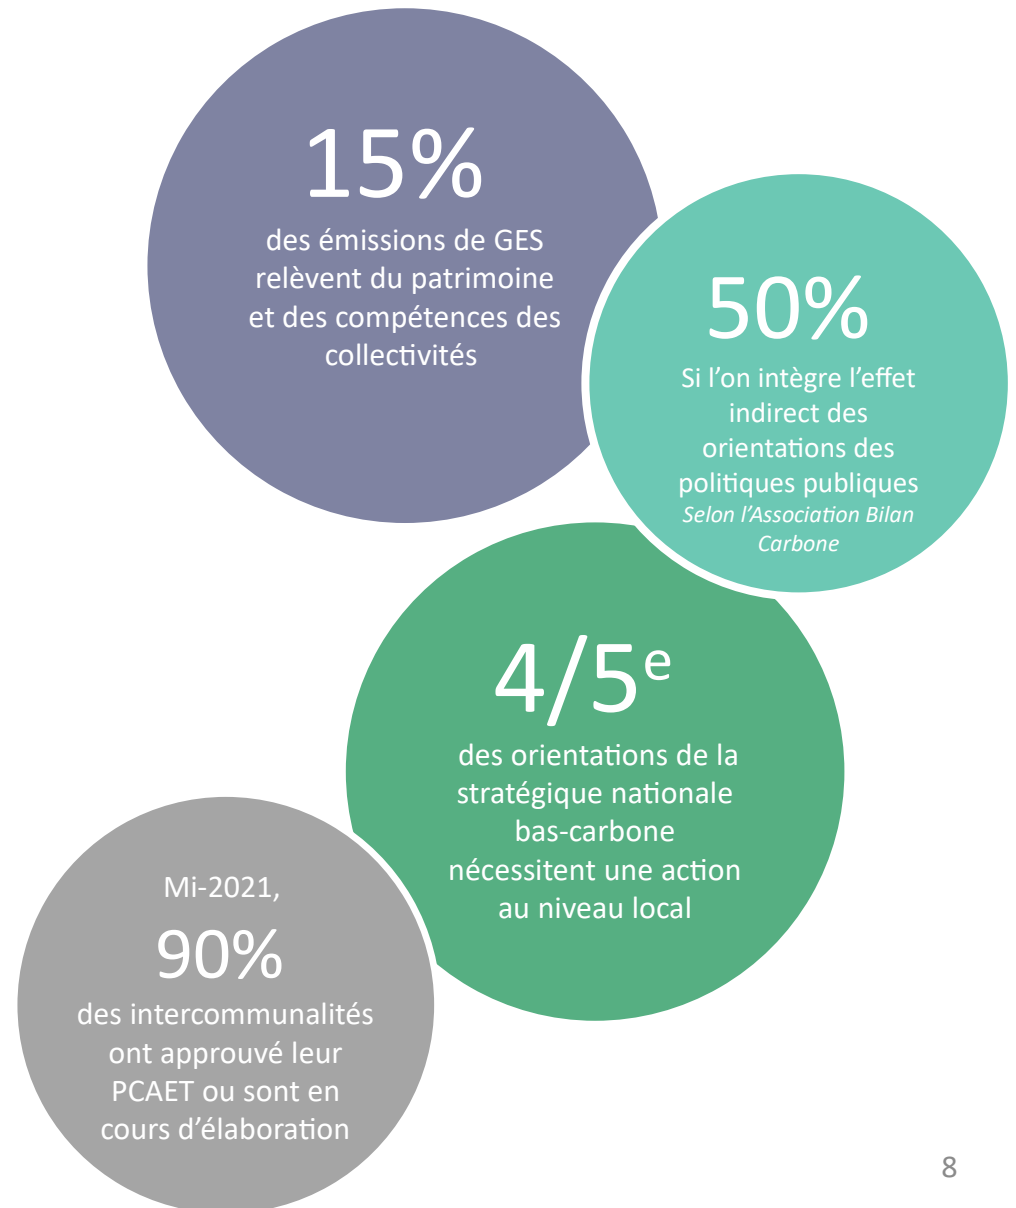 15%
des émissions de GES
relèvent du patrimoine
et des compétences des
collectivités
50%
Si l’on intègre l’effet
indirect des
orientations des
politiques publiques
Selon l’Association Bilan
Carbone
4/5e
des orientations de la
stratégique nationale
bas-carbone
nécessitent une action
au niveau local
Mi-2021,
90%
des intercommunalités
ont approuvé leur
PCAET ou sont en
cours d’élaboration
8